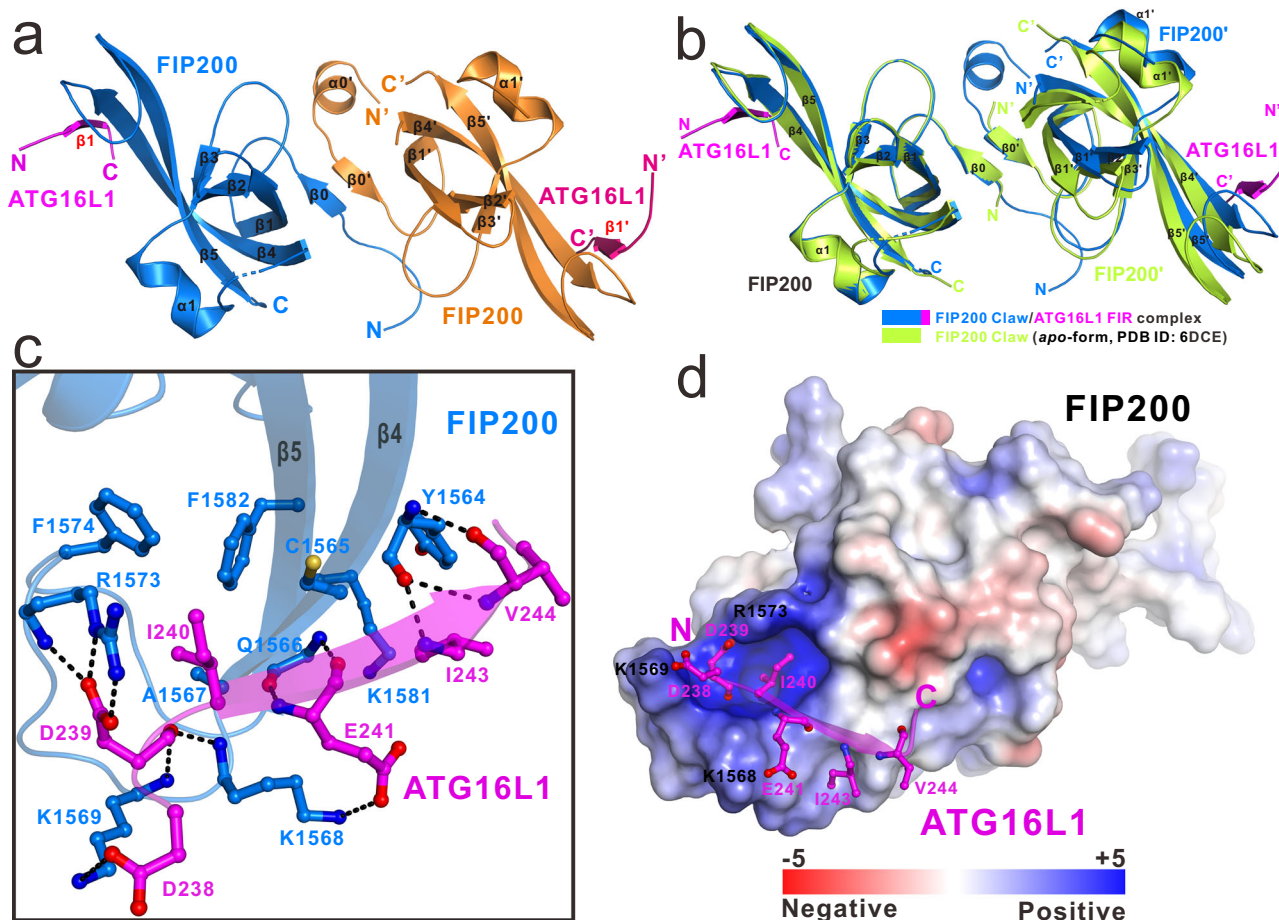 a
FIP200
α0'
C'
N'
α1'
β5'
β4'
β1'
β1
N
C
ATG16L1
β3
β2
β0
β0'
β1
β2'
β3'
N'
ATG16L1
C'
β1'
β5
β4
α1
C
N
FIP200
b
α1'
C'
FIP200'
C'
α1'
N'
N'
N
ATG16L1
C
β5
β4
β3
β2
β1
β0
β0'
N
β1'
β1'
β3'
β4'
β5'
β5'
N'
ATG16L1
C'
α1
C
C
FIP200
FIP200'
N
FIP200 Claw/ATG16L1 FIR complex
FIP200 Claw (apo-form, PDB ID: 6DCE)
c
FIP200
β5
β4
F1582
Y1564
F1574
C1565
R1573
I240
Q1566
V244
A1567
I243
K1581
D239
E241
ATG16L1
K1569
K1568
D238
d
FIP200
R1573
N
D239
K1569
D238
I240
C
K1568
E241
I243
V244
ATG16L1
-5
+5
Negative
Positive